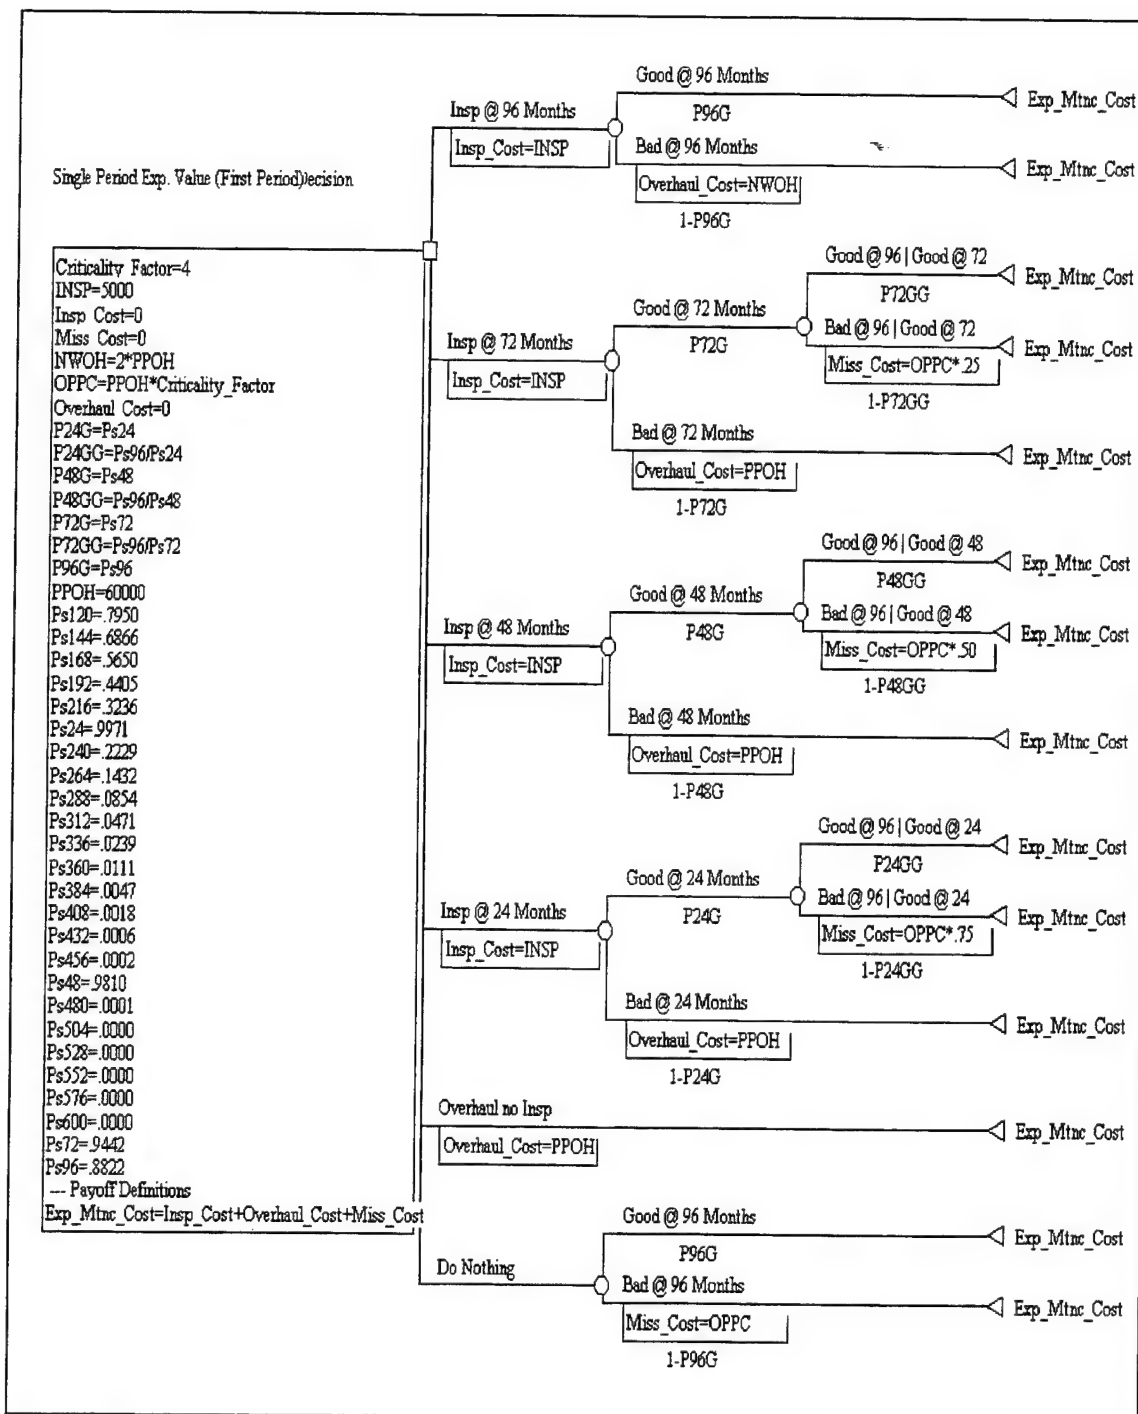 Single Period Exp. Value (First Period))ecision
Criticality Factor=4
INSP=5000
Insp Cost=0
Miss Cost=0
NWOH=2*PPOH
OPPC=PPOH*Criticality_Factor
Overhaul Cost=0
P24G=Ps24
P24GG=Ps96/Ps24
P48G=Ps48
P48GG=Ps96/Ps48
P72G=Ps72
P72GG=Ps96/Ps72
P96G=Ps96
PPOH=60000
Ps120=.7950
Ps144=.6866
Ps168=.5650
Ps192=.4405
Ps216=.3236
Ps24=.9971
Ps240=.2229
Ps264=.1432
Ps288=.0854
Ps312=.0471
Ps336=.0239
Ps360=.0111
Ps384=.0047
Ps408=.0018
Ps432=.0006
Ps456=.0002
Ps48=.9810
Ps480=.0001
Ps504=.0000
Ps528=.0000
Ps552=.0000
Ps576=.0000
Ps600=.0000
Ps72=.9442
Ps96=.8822
--- Payoff Definitions
Exp_Mtnc_Cost=Insp_Cost+Overhaul_Cost+Miss_Cost
Insp @ 96 Months
Insp_Cost=INSP
Good @ 96 Months
P96G
Exp_Mtnc_Cost
Bad @ 96 Months
Overhaul_Cost=NWOH
1-P96G
Exp_Mtnc_Cost
Insp @ 72 Months
Insp_Cost=INSP
Good @ 72 Months
P72G
Good @ 96 | Good @ 72
P72GG
Exp_Mtnc_Cost
Bad @ 96 | Good @ 72
Miss_Cost=OPPC*.25
1-P72GG
Exp_Mtnc_Cost
Bad @ 72 Months
Overhaul_Cost=PPOH
1-P72G
Exp_Mtnc_Cost
Insp @ 48 Months
Insp_Cost=INSP
Good @ 48 Months
P48G
Good @ 96 | Good @ 48
P48GG
Exp_Mtnc_Cost
Bad @ 96 | Good @ 48
Miss_Cost=OPPC*.50
1-P48GG
Exp_Mtnc_Cost
Bad @ 48 Months
Overhaul_Cost=PPOH
1-P48G
Exp_Mtnc_Cost
Insp @ 24 Months
Insp_Cost=INSP
Good @ 24 Months
P24G
Good @ 96 | Good @ 24
P24GG
Exp_Mtnc_Cost
Bad @ 96 | Good @ 24
Miss_Cost=OPPC*.75
1-P24GG
Exp_Mtnc_Cost
Bad @ 24 Months
Overhaul_Cost=PPOH
1-P24G
Exp_Mtnc_Cost
Overhaul no Insp
Overhaul_Cost=PPOH
Exp_Mtnc_Cost
Do Nothing
Good @ 96 Months
P96G
Exp_Mtnc_Cost
Bad @ 96 Months
Miss_Cost=OPPC
1-P96G
Exp_Mtnc_Cost